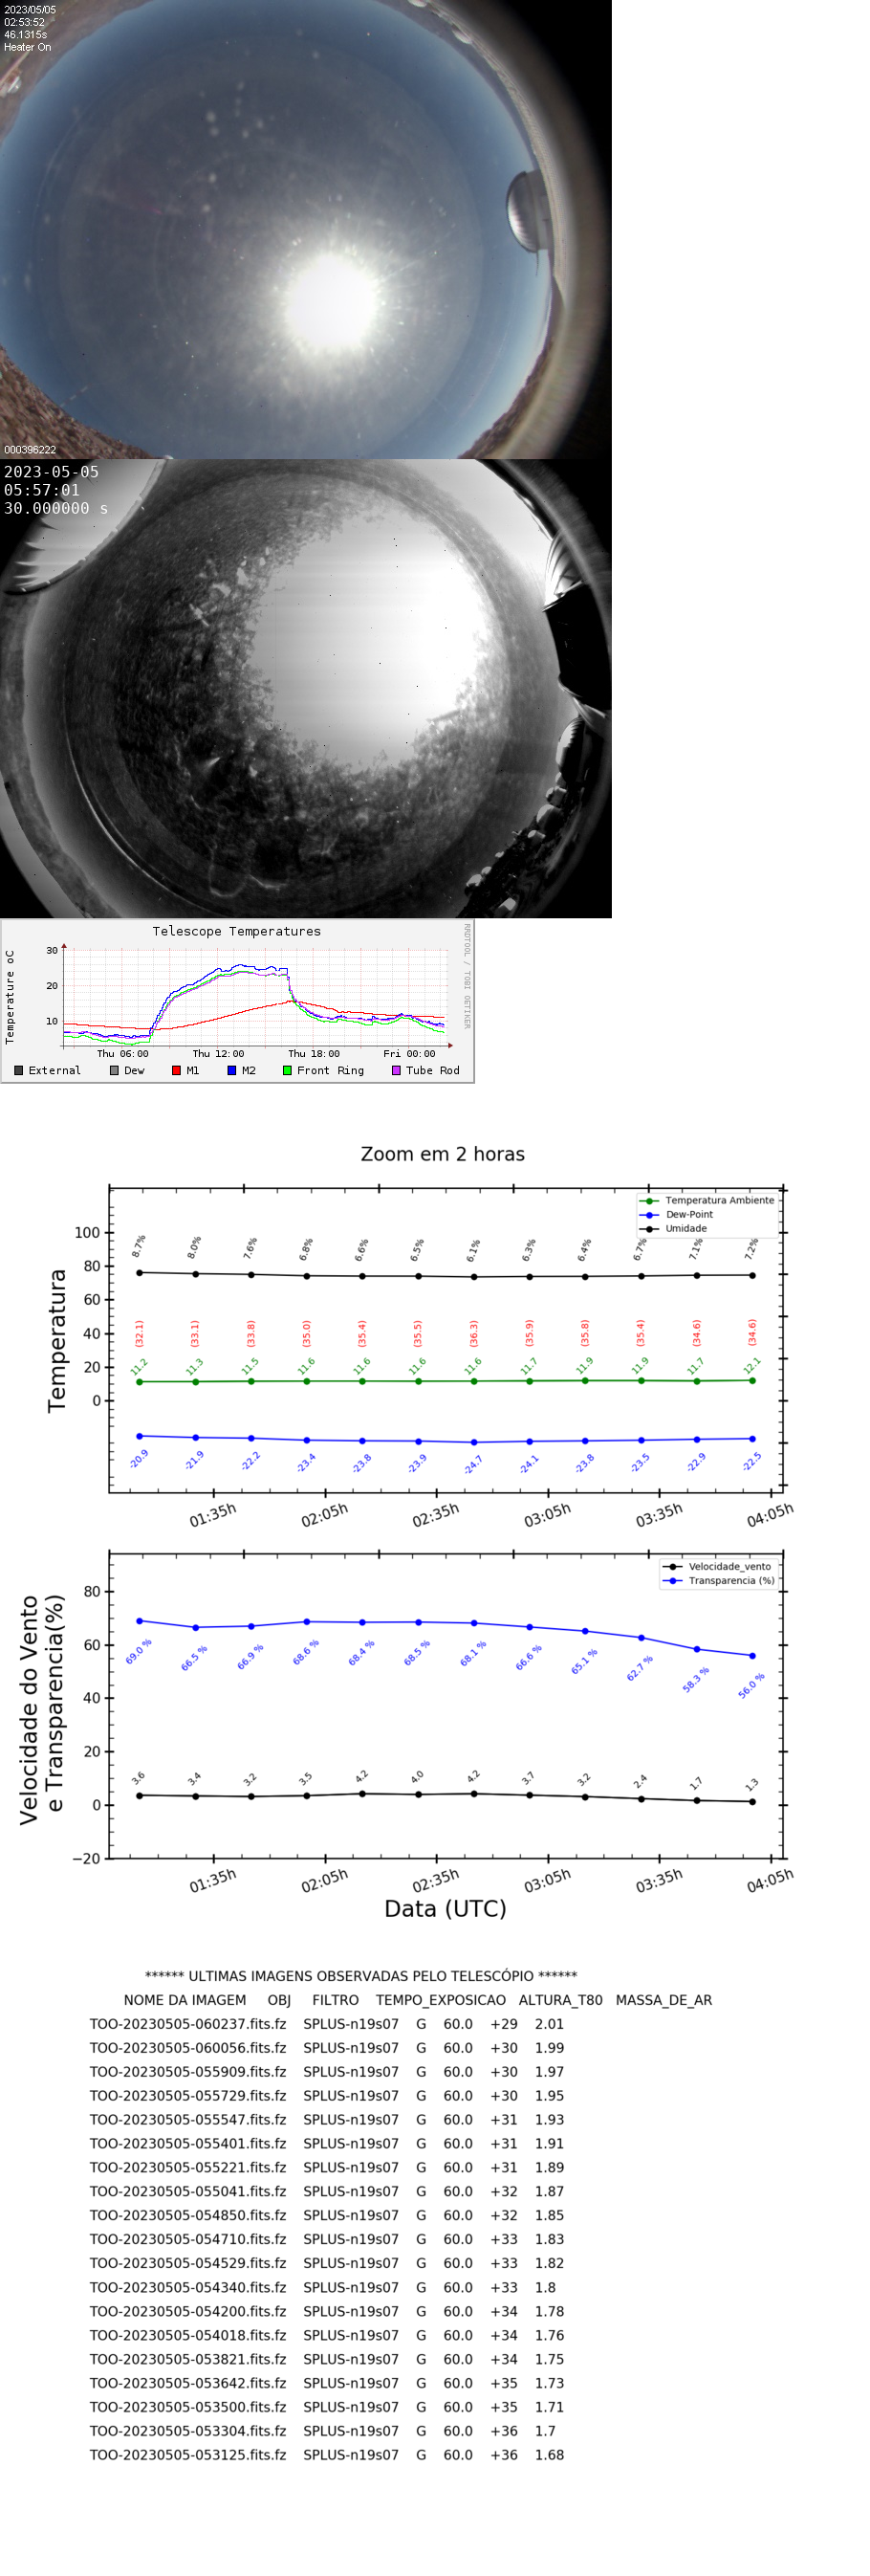 2023/05/05
02:53:52
46.1315s
Heater On
000396222
2023-05-05
05:57:01
30.000000 s
Telescope Temperatures
RRDTOOL / TOBI OETIKER
Temperature oC
30
20
10
Thu 06:00 Thu 12:00 Thu 18:00 Fri 00:00
External Dew M1 M2 Front Ring Tube Rod
Zoom em 2 horas
Temperatura Ambiente
Dew-Point
Umidade
Temperatura
100
80
60
40
20
0
8.7% 8.0% 7.6% 6.8% 6.6% 6.5% 6.1% 6.3% 6.4% 6.7% 7.1% 7.2%
(32.1) (33.1) (33.8) (35.0) (35.4) (35.5) (36.3) (35.9) (35.8) (35.4) (34.6) (34.6)
11.2 11.3 11.5 11.6 11.6 11.6 11.6 11.7 11.9 11.9 11.7 12.1
-20.9 -21.9 -22.2 -23.4 -23.8 -23.9 -24.7 -24.1 -23.8 -23.5 -22.9 -22.5
01:35h 02:05h 02:35h 03:05h 03:35h 04:05h
Velocidade_vento
Transparencia (%)
Velocidade do Vento
e Transparencia(%)
80
60
40
20
0
−20
69.0 % 66.5 % 66.9 % 68.6 % 68.4 % 68.5 % 68.1 % 66.6 % 65.1 % 62.7 % 58.3 % 56.0 %
3.6 3.4 3.2 3.5 4.2 4.0 4.2 3.7 3.2 2.4 1.7 1.3
01:35h 02:05h 02:35h 03:05h 03:35h 04:05h
Data (UTC)
****** ULTIMAS IMAGENS OBSERVADAS PELO TELESCÓPIO ******
NOME DA IMAGEM OBJ FILTRO TEMPO_EXPOSICAO ALTURA_T80 MASSA_DE_AR
TOO-20230505-060237.fits.fz SPLUS-n19s07 G 60.0 +29 2.01
TOO-20230505-060056.fits.fz SPLUS-n19s07 G 60.0 +30 1.99
TOO-20230505-055909.fits.fz SPLUS-n19s07 G 60.0 +30 1.97
TOO-20230505-055729.fits.fz SPLUS-n19s07 G 60.0 +30 1.95
TOO-20230505-055547.fits.fz SPLUS-n19s07 G 60.0 +31 1.93
TOO-20230505-055401.fits.fz SPLUS-n19s07 G 60.0 +31 1.91
TOO-20230505-055221.fits.fz SPLUS-n19s07 G 60.0 +31 1.89
TOO-20230505-055041.fits.fz SPLUS-n19s07 G 60.0 +32 1.87
TOO-20230505-054850.fits.fz SPLUS-n19s07 G 60.0 +32 1.85
TOO-20230505-054710.fits.fz SPLUS-n19s07 G 60.0 +33 1.83
TOO-20230505-054529.fits.fz SPLUS-n19s07 G 60.0 +33 1.82
TOO-20230505-054340.fits.fz SPLUS-n19s07 G 60.0 +33 1.8
TOO-20230505-054200.fits.fz SPLUS-n19s07 G 60.0 +34 1.78
TOO-20230505-054018.fits.fz SPLUS-n19s07 G 60.0 +34 1.76
TOO-20230505-053821.fits.fz SPLUS-n19s07 G 60.0 +34 1.75
TOO-20230505-053642.fits.fz SPLUS-n19s07 G 60.0 +35 1.73
TOO-20230505-053500.fits.fz SPLUS-n19s07 G 60.0 +35 1.71
TOO-20230505-053304.fits.fz SPLUS-n19s07 G 60.0 +36 1.7
TOO-20230505-053125.fits.fz SPLUS-n19s07 G 60.0 +36 1.68